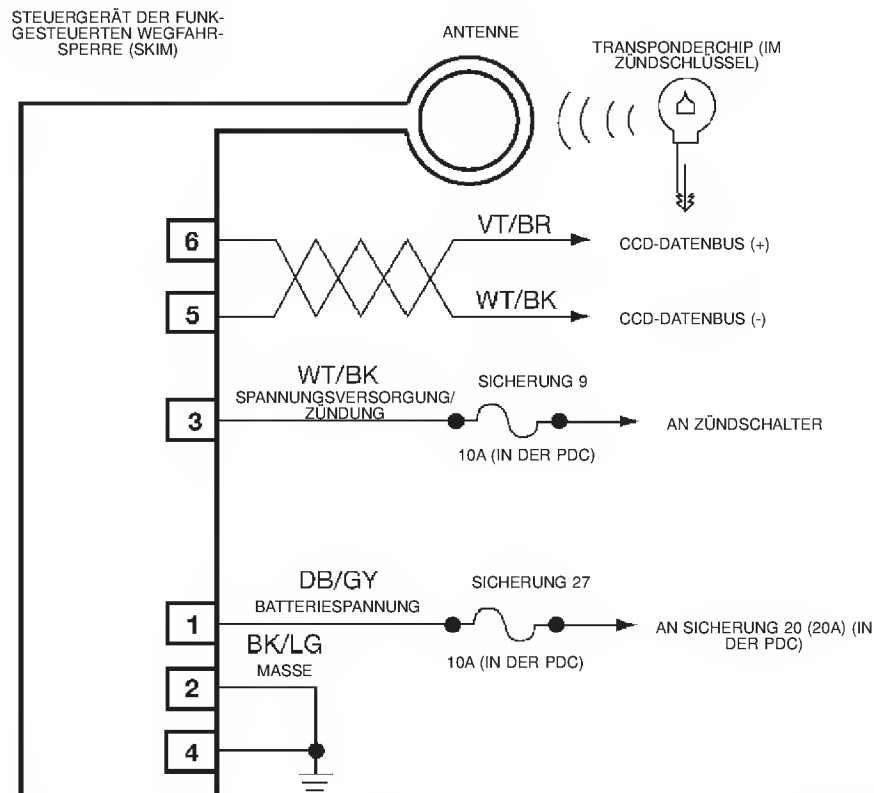 STEUERGERÄT DER FUNK-
GESTEUERTEN WEGFAHR-
SPERRE (SKIM)
ANTENNE
TRANSPONDERCHIP (IM
ZÜNDSCHLÜSSEL)
6
VT/BR
CCD-DATENBUS (+)
5
WT/BK
CCD-DATENBUS (-)
WT/BK
SPANNUNGSVERSORGUNG/
ZÜNDUNG
SICHERUNG 9
3
10A (IN DER PDC)
AN ZÜNDSCHALTER
DB/GY
BATTERIESPANNUNG
SICHERUNG 27
1
10A (IN DER PDC)
AN SICHERUNG 20 (20A) (IN
DER PDC)
BK/LG
MASSE
2
4